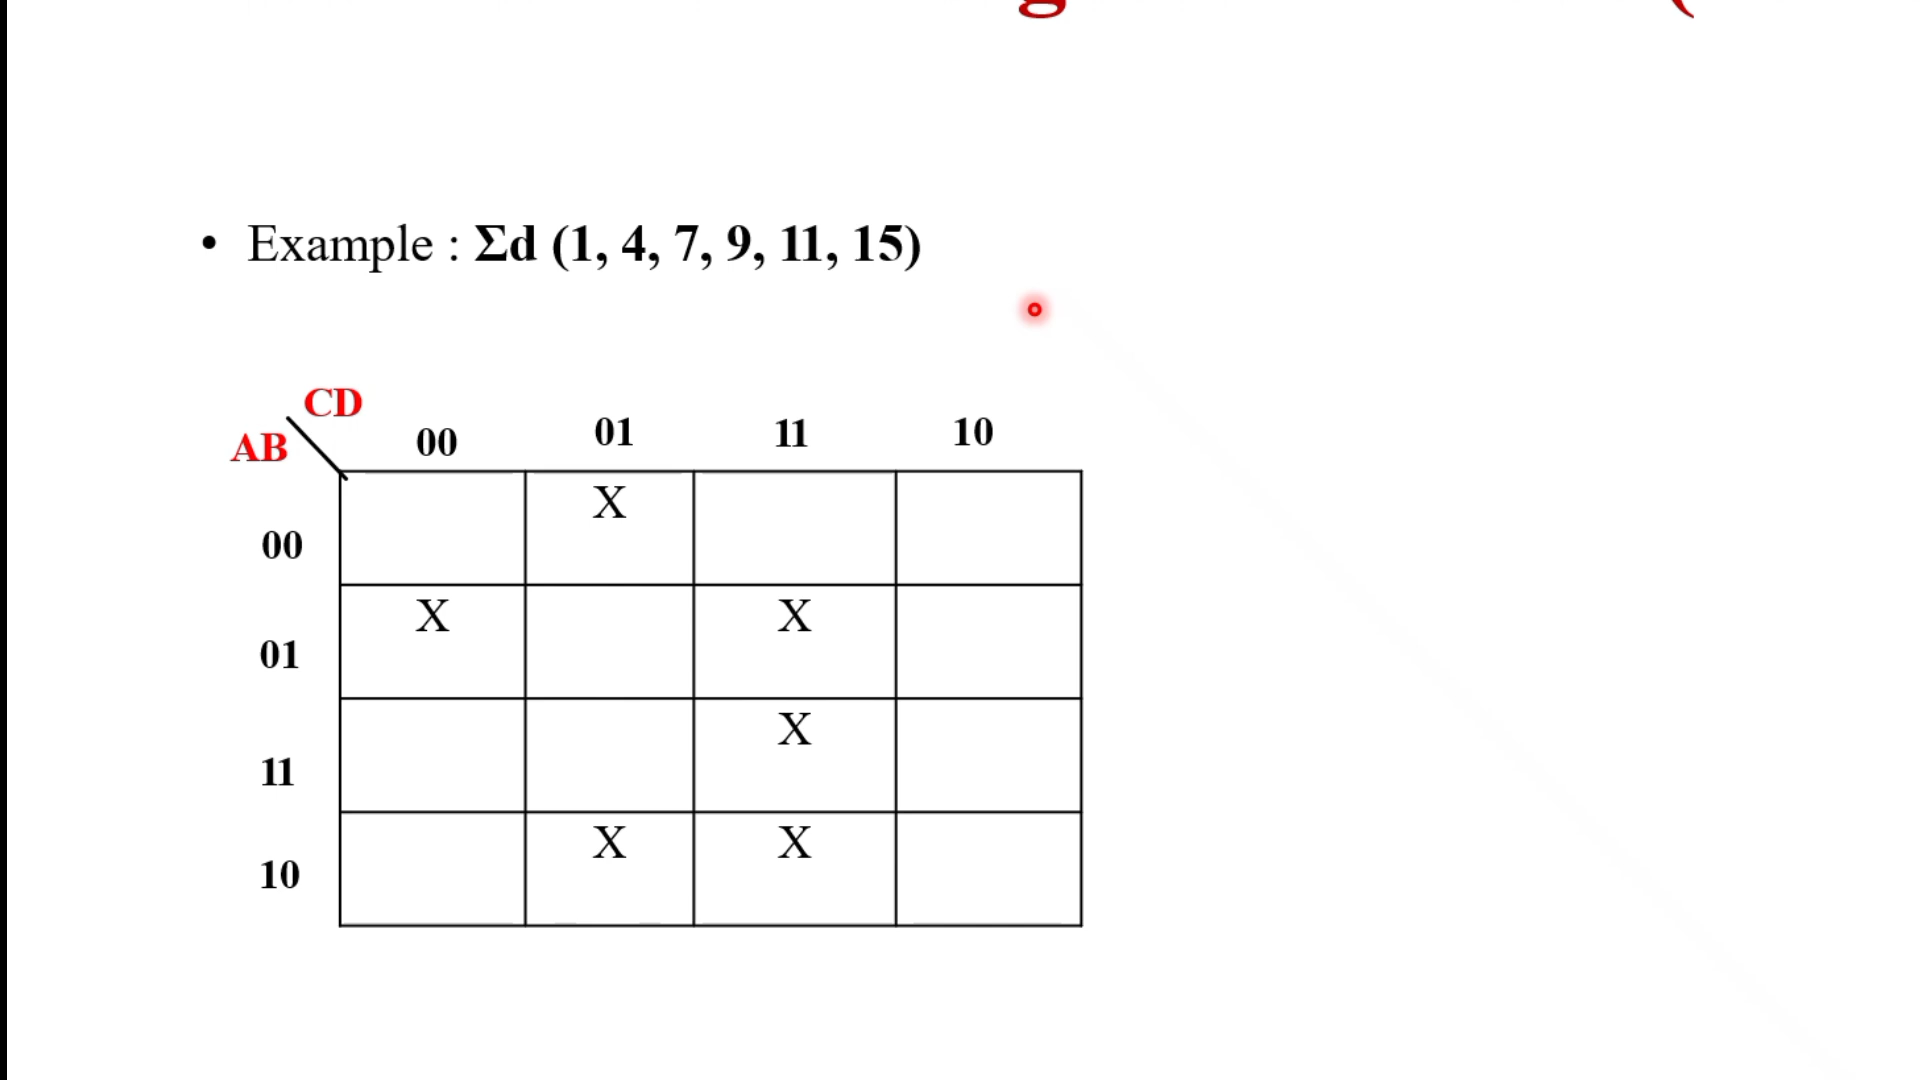 • Example : Σd (1, 4, 7, 9, 11, 15)
CD
AB 00 01 11 10
00 X
01 X X
11 X
10 X X